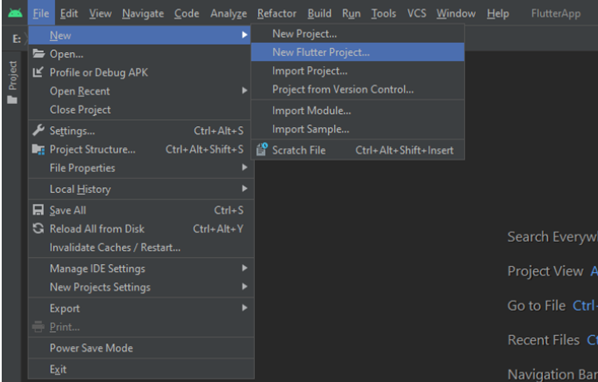 File Edit View Navigate Code Analyze Refactor Build Run Tools VCS Window Help FlutterApp
E:
Project
New
Open...
Profile or Debug APK
Open Recent
Close Project
Settings... Ctrl+Alt+S
Project Structure... Ctrl+Alt+Shift+S
File Properties
Local History
Save All Ctrl+S
Reload All from Disk Ctrl+Alt+Y
Invalidate Caches / Restart...
Manage IDE Settings
New Projects Settings
Export
Print...
Power Save Mode
Exit
New Project...
New Flutter Project...
Import Project...
Project from Version Control...
Import Module...
Import Sample...
Scratch File Ctrl+Alt+Shift+Insert
Search Everywh
Project View A
Go to File Ctrl-
Recent Files Ct
Navigation Bar